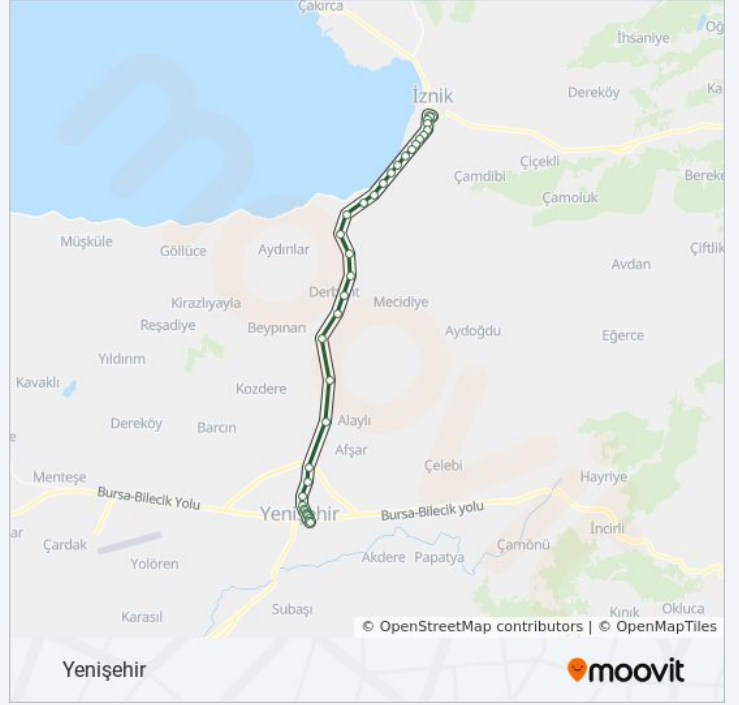 Çakırca
İhsaniye
İznik
Dereköy
Çiçekli
Çamdibi
Bereke
Çamoluk
Müşküle
Göllüce
Aydınlar
Çiftlik
Avdan
Mecidiye
Kirazlıyayla
Reşadiye
Beypınarı
Aydoğdu
Eğerce
Yıldırım
Kavaklı
Kozdere
Dereköy
Barcın
Alaylı
Afşar
Çelebi
Menteşe
Hayriye
Bursa-Bilecik Yolu
Yenişehir
Bursa-Bilecik yolu
İncirli
Çardak
Yolören
Akdere
Papatya
Çamönü
Karasıl
Subaşı
Kınık
Okluca
© OpenStreetMap contributors | © OpenMapTiles
Yenişehir
moovit